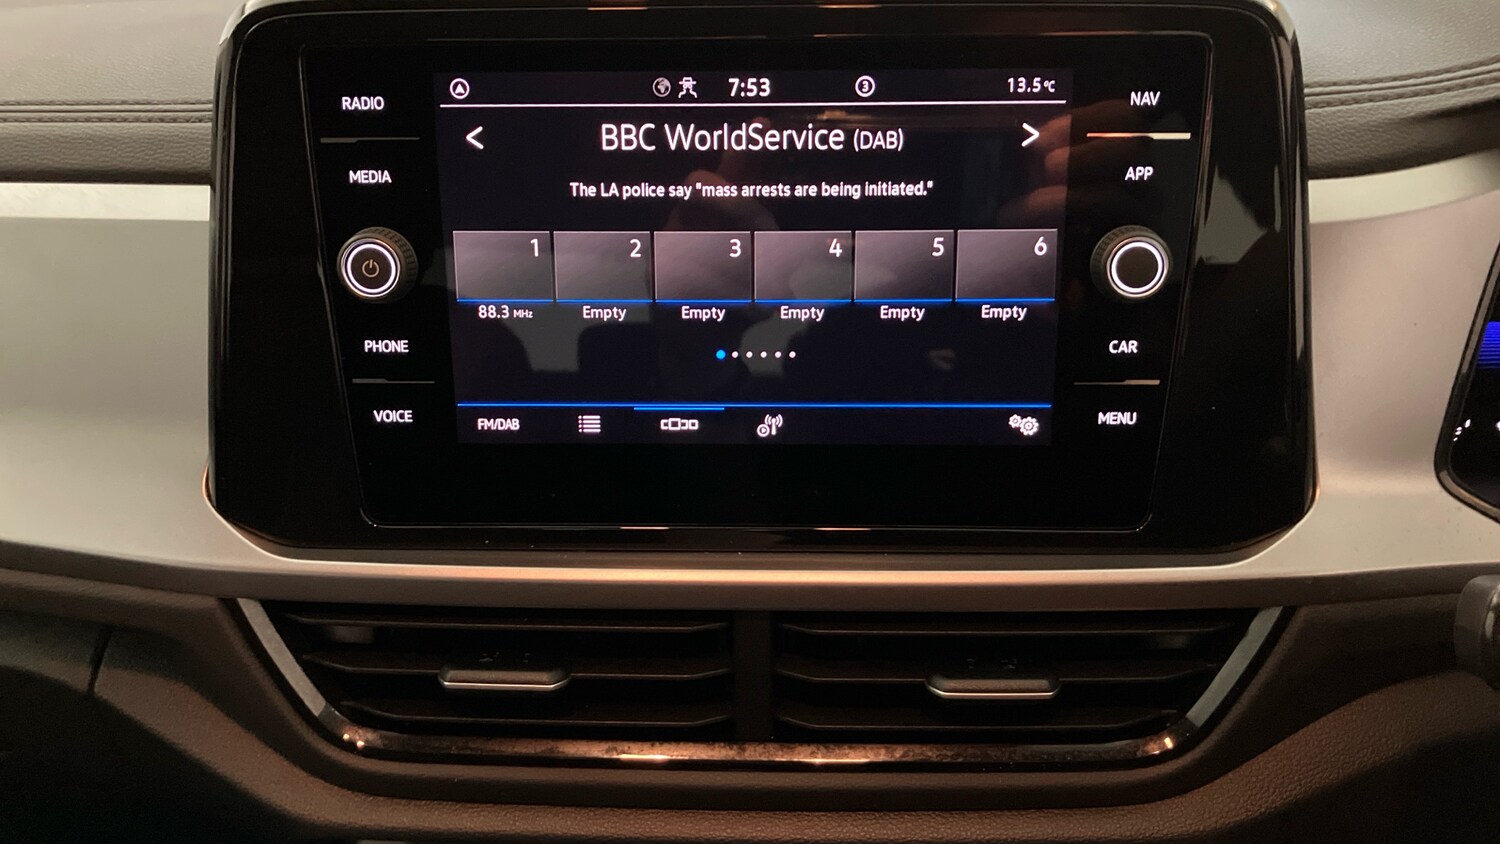 RADIO
7:53
3
13.5°C
NAV
< BBC WorldService (DAB) >
MEDIA
The LA police say "mass arrests are being initiated."
APP
1 2 3 4 5 6
88.3 MHz Empty Empty Empty Empty Empty
PHONE
CAR
VOICE
FM/DAB
MENU